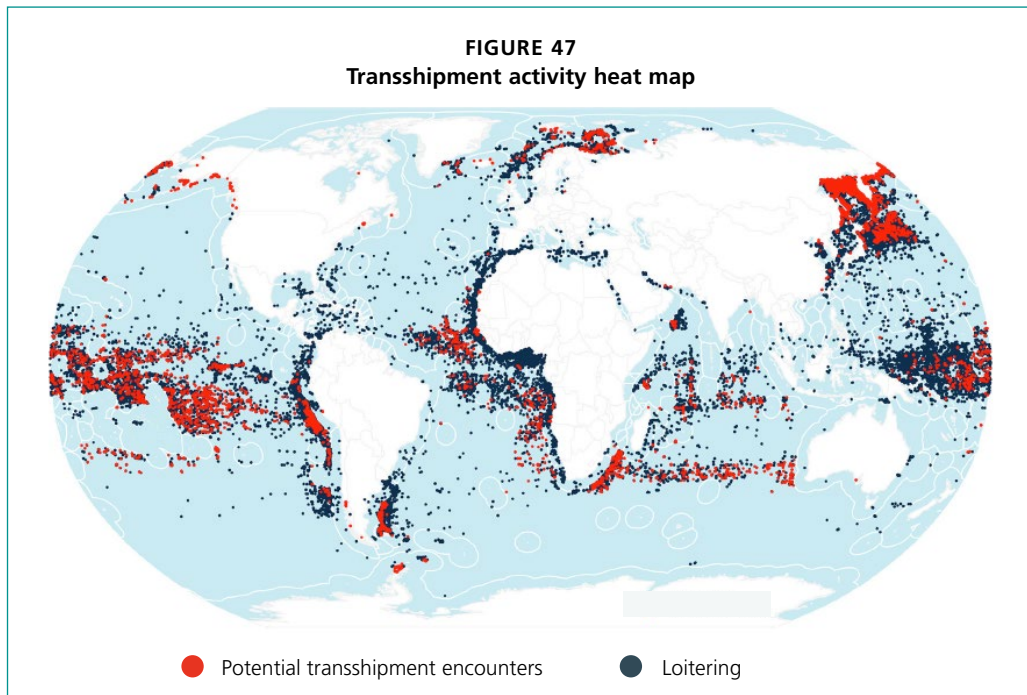 FIGURE 47
Transshipment activity heat map
Potential transshipment encounters
Loitering